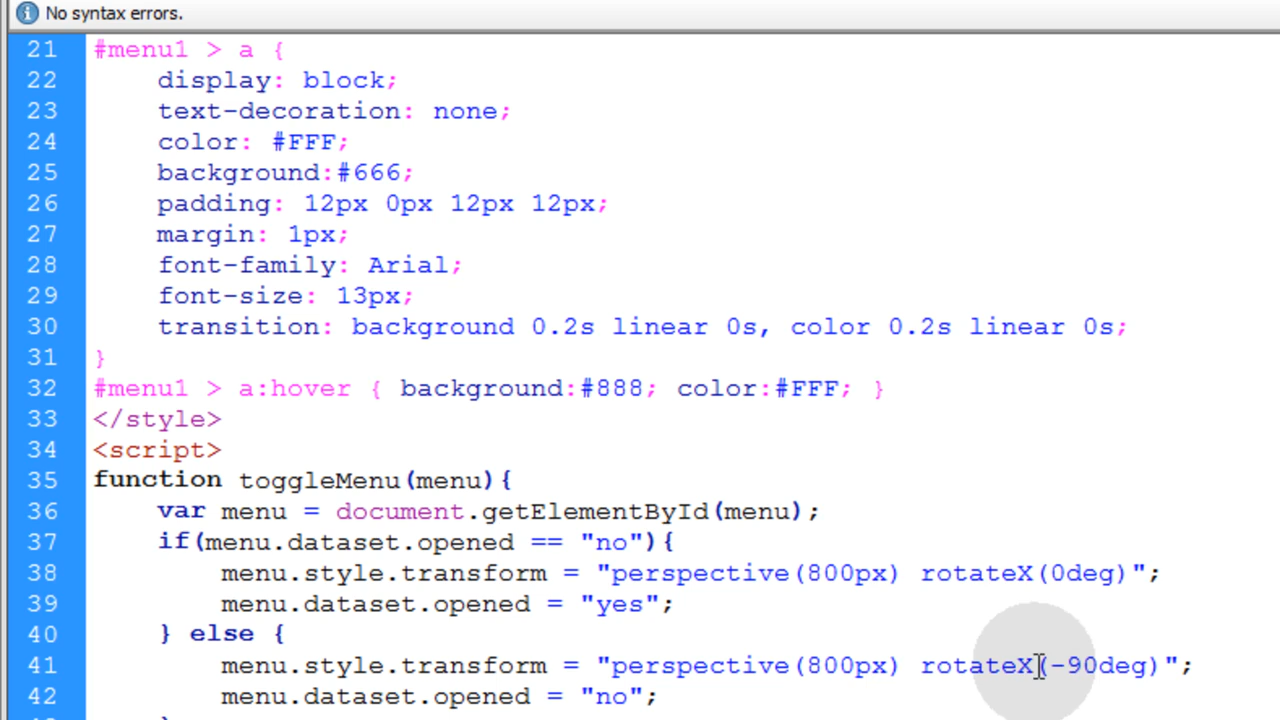 No syntax errors.
21 #menu1 > a {
22     display: block;
23     text-decoration: none;
24     color: #FFF;
25     background:#666;
26     padding: 12px 0px 12px 12px;
27     margin: 1px;
28     font-family: Arial;
29     font-size: 13px;
30     transition: background 0.2s linear 0s, color 0.2s linear 0s;
31 }
32 #menu1 > a:hover { background:#888; color:#FFF; }
33 </style>
34 <script>
35 function toggleMenu(menu){
36     var menu = document.getElementById(menu);
37     if(menu.dataset.opened == "no"){
38         menu.style.transform = "perspective(800px) rotateX(0deg)";
39         menu.dataset.opened = "yes";
40     } else {
41         menu.style.transform = "perspective(800px) rotateX(-90deg)";
42         menu.dataset.opened = "no";